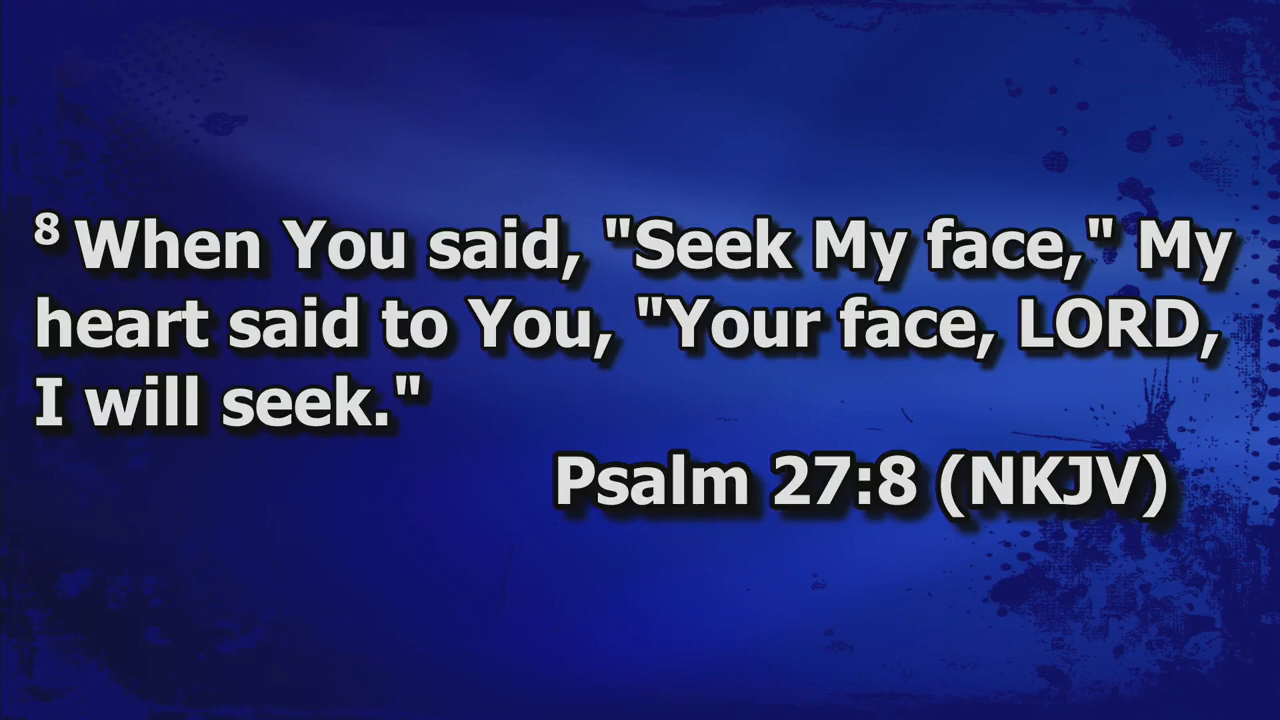 8 When You said, "Seek My face," My
heart said to You, "Your face, LORD,
I will seek."
Psalm 27:8 (NKJV)